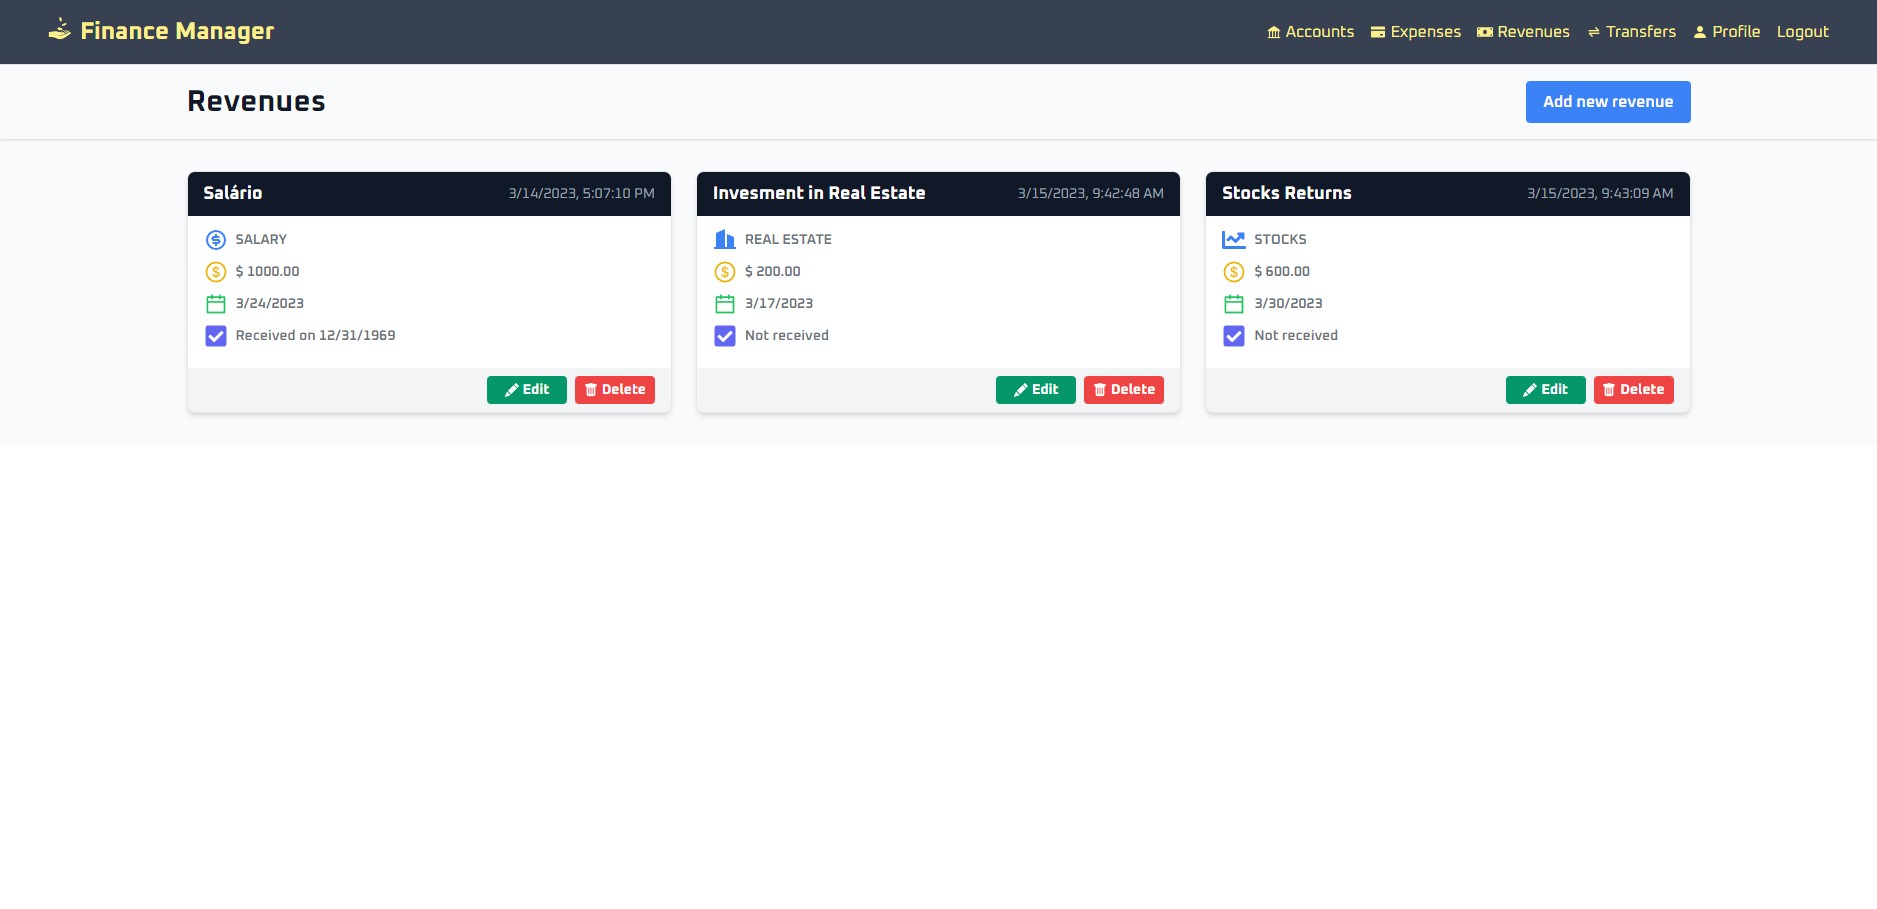 Finance Manager
Accounts Expenses Revenues Transfers Profile Logout
Revenues
Add new revenue
Salário 3/14/2023, 5:07:10 PM
SALARY
$ 1000.00
3/24/2023
Received on 12/31/1969
Edit Delete
Invesment in Real Estate 3/15/2023, 9:42:48 AM
REAL ESTATE
$ 200.00
3/17/2023
Not received
Edit Delete
Stocks Returns 3/15/2023, 9:43:09 AM
STOCKS
$ 600.00
3/30/2023
Not received
Edit Delete